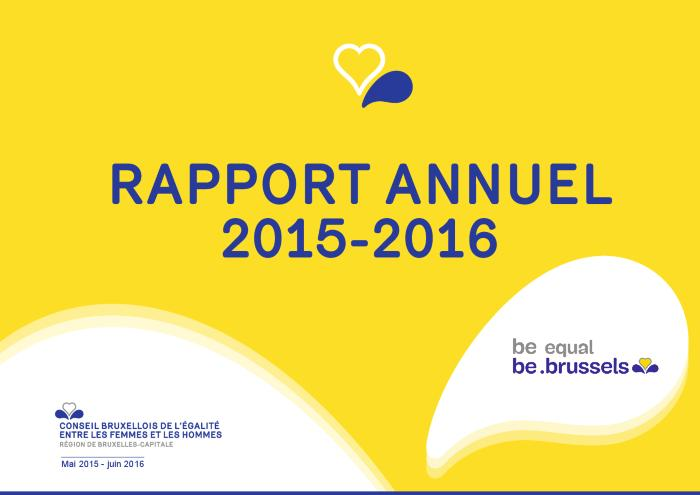 RAPPORT ANNUEL
2015-2016
be equal
be.brussels
CONSEIL BRUXELLOIS DE L'ÉGALITÉ
ENTRE LES FEMMES ET LES HOMMES
RÉGION DE BRUXELLES-CAPITALE
Mai 2015 - juin 2016